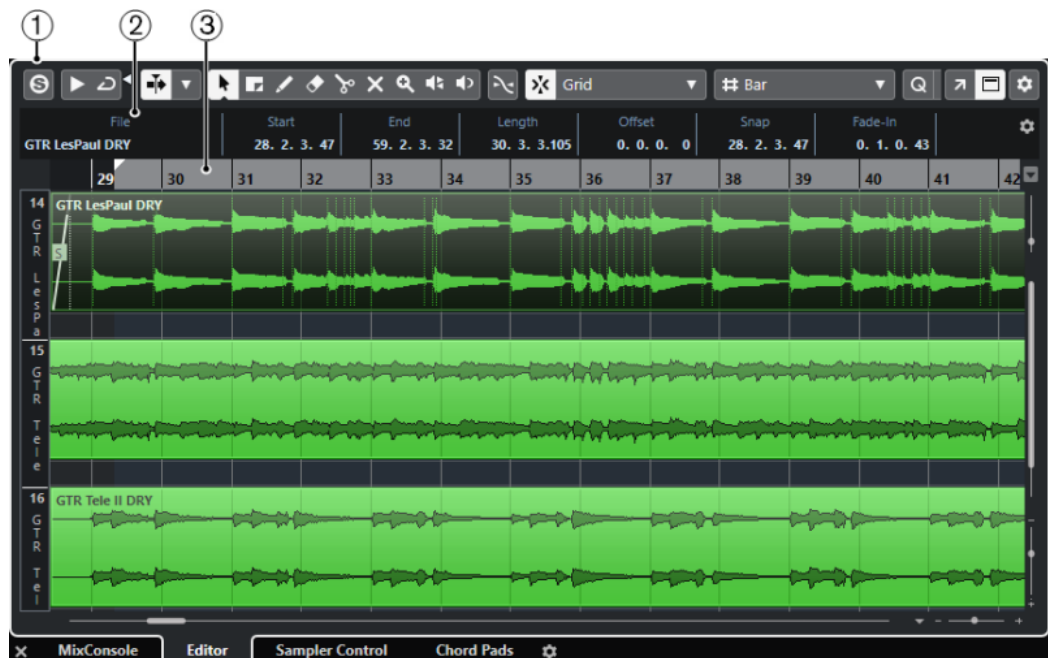 1 2 3
S Grid Bar Q
File Start End Length Offset Snap Fade-In
GTR LesPaul DRY 28. 2. 3. 47 59. 2. 3. 32 30. 3. 3.105 0. 0. 0. 0 28. 2. 3. 47 0. 1. 0. 43
29 30 31 32 33 34 35 36 37 38 39 40 41 42
14 GTR LesPaul DRY
GTR LesPa
S
15
GTR Tele
16 GTR Tele II DRY
GTR Tel
MixConsole Editor Sampler Control Chord Pads